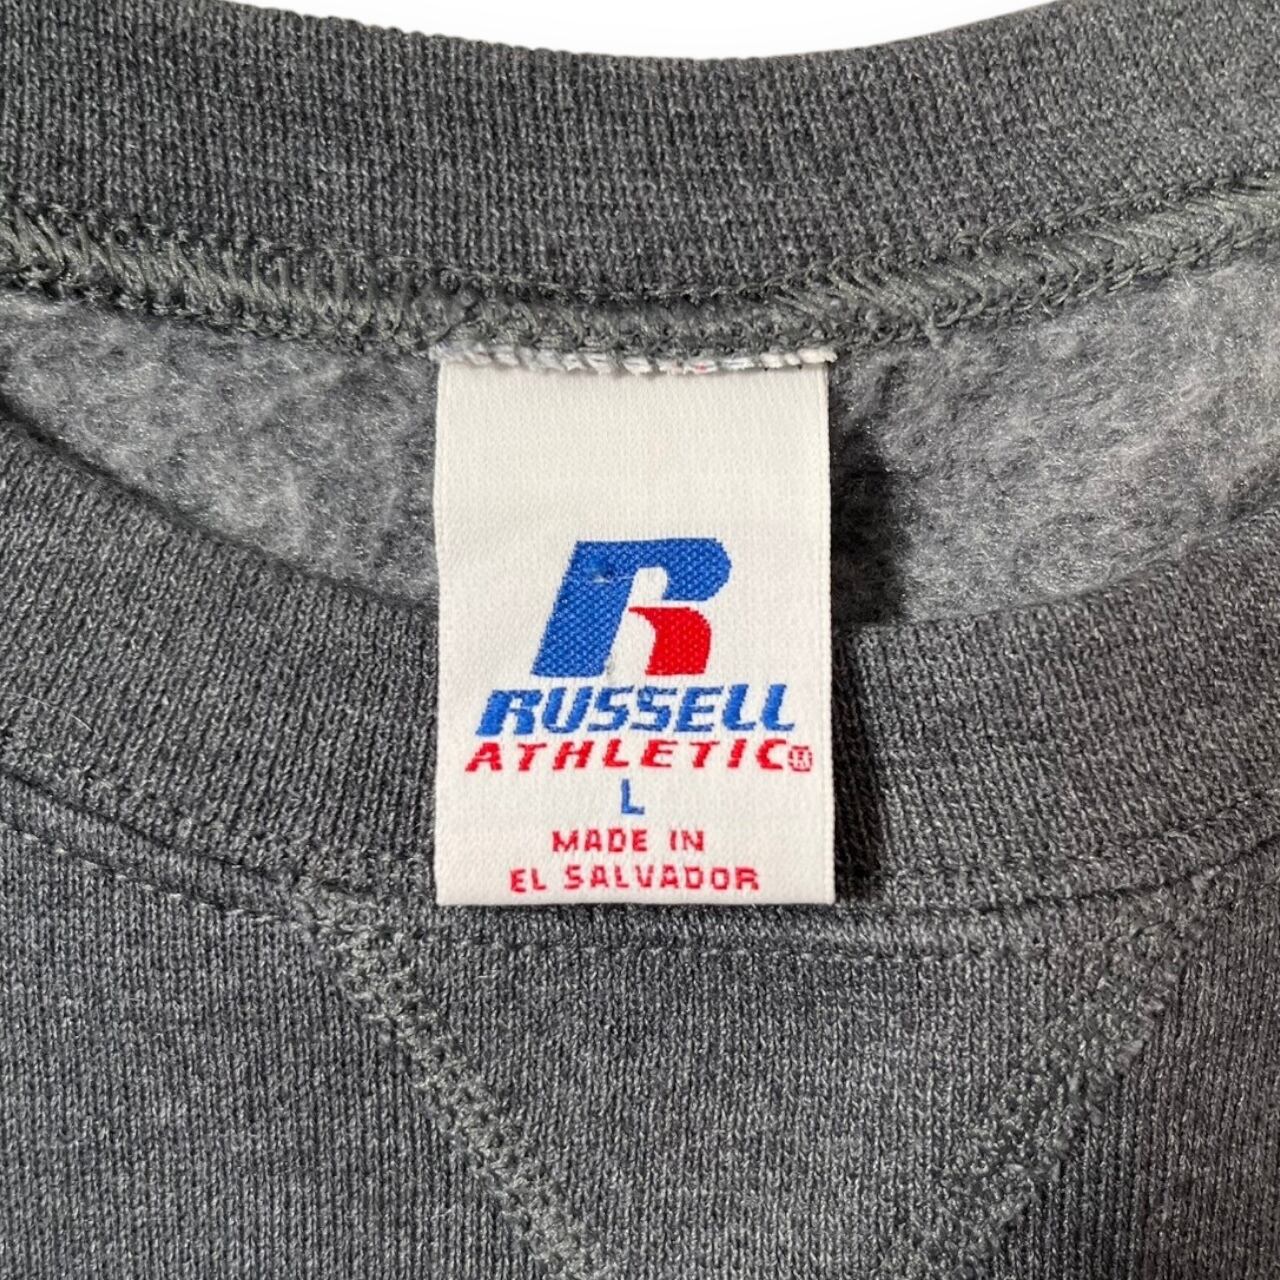 R
RUSSELL
ATHLETIC®
L
MADE IN
EL SALVADOR